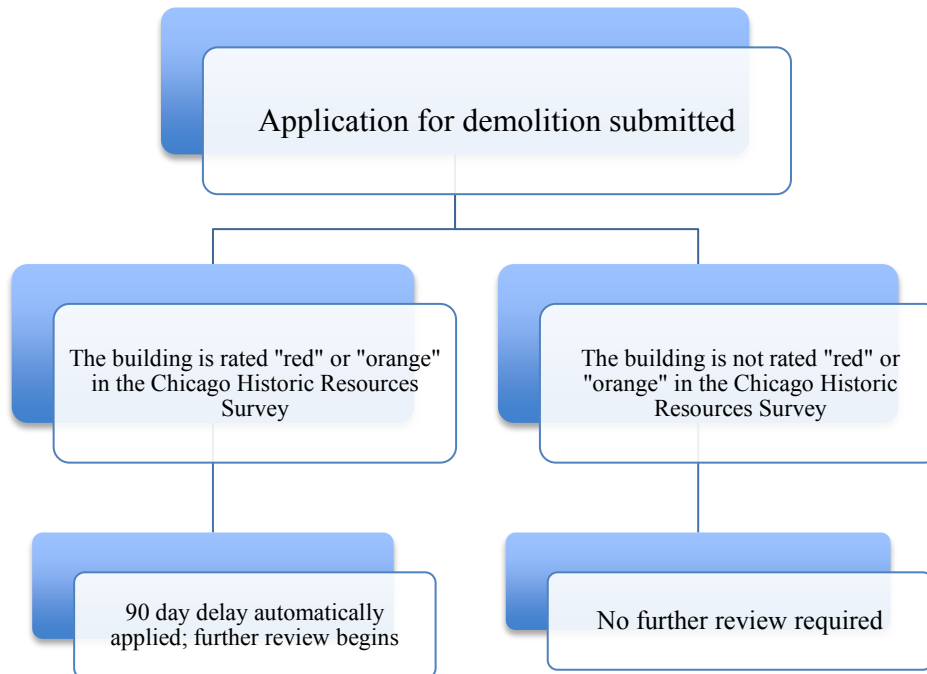 Application for demolition submitted
The building is rated "red" or "orange"
in the Chicago Historic Resources
Survey
The building is not rated "red" or
"orange" in the Chicago Historic
Resources Survey
90 day delay automatically
applied; further review begins
No further review required